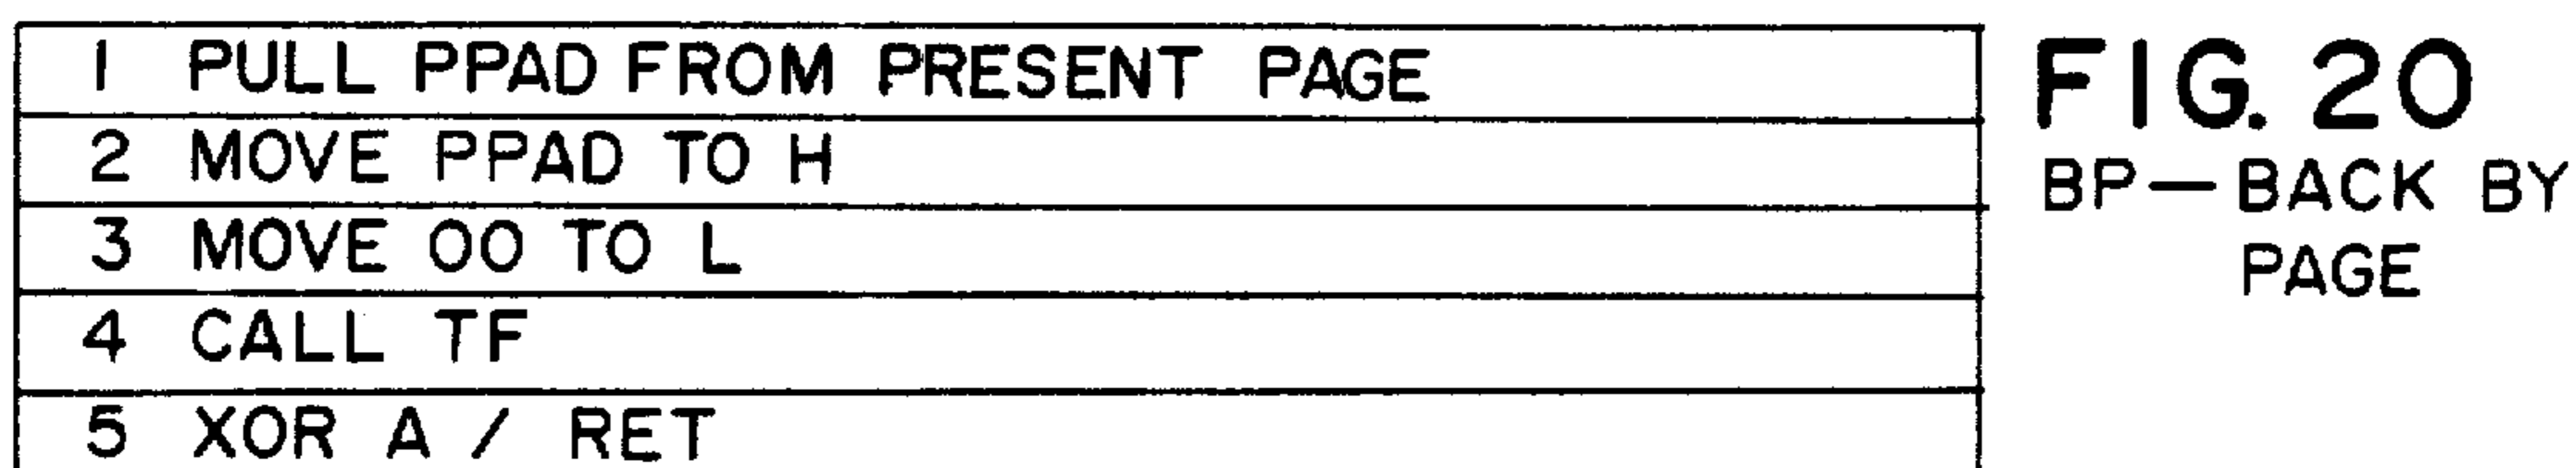 1 PULL PPAD FROM PRESENT PAGE
2 MOVE PPAD TO H
3 MOVE 00 TO L
4 CALL TF
5 XOR A / RET
FIG. 20
BP—BACK BY
PAGE